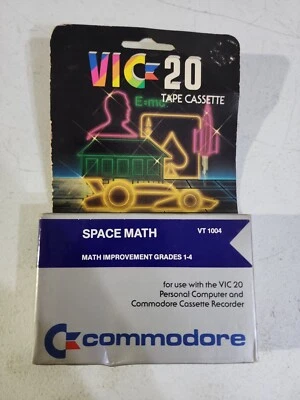 VIC 20
TAPE CASSETTE
E=mc
SPACE MATH VT 1004
MATH IMPROVEMENT GRADES 1-4
for use with the VIC 20
Personal Computer and
Commodore Cassette Recorder
commodore